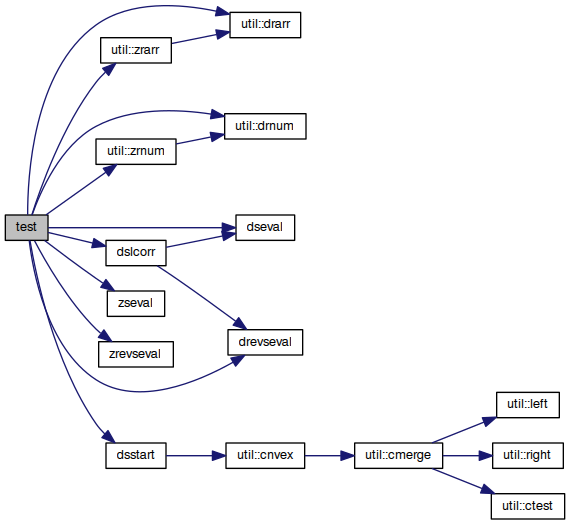 util::drarr
util::zrarr
util::drnum
util::zrnum
test
dseval
dslcorr
zseval
drevseval
zrevseval
util::left
dsstart
util::cnvex
util::cmerge
util::right
util::ctest